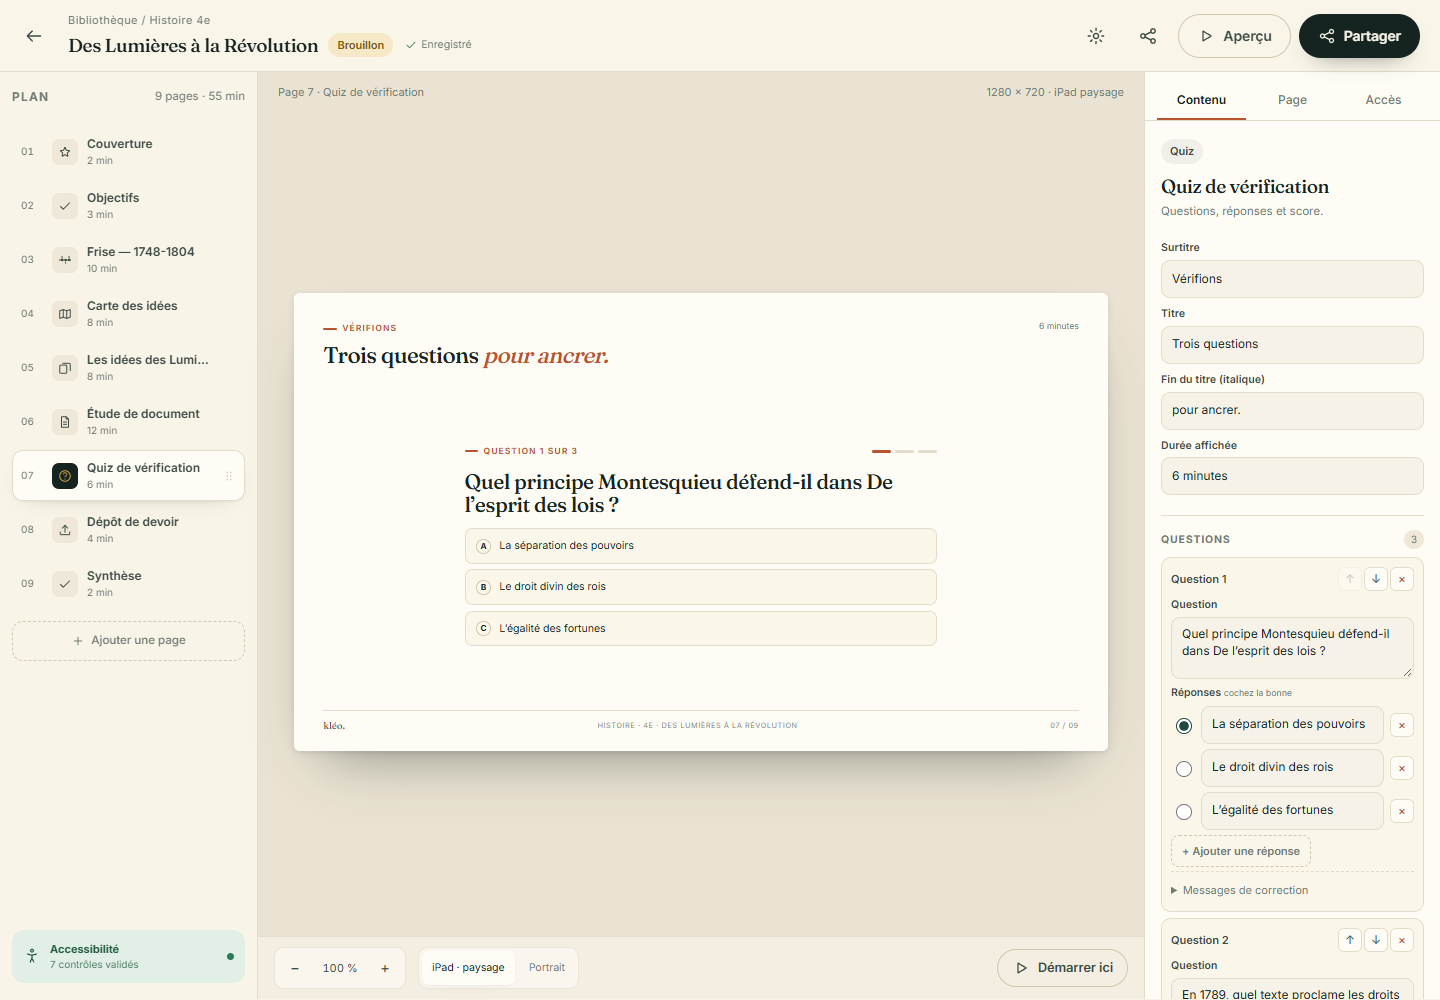 Bibliothèque / Histoire 4e
Des Lumières à la Révolution
Brouillon
Enregistré
Aperçu
Partager
PLAN
9 pages · 55 min
01
Couverture
2 min
02
Objectifs
3 min
03
Frise — 1748-1804
10 min
04
Carte des idées
8 min
05
Les idées des Lumi...
8 min
06
Étude de document
12 min
07
Quiz de vérification
6 min
08
Dépôt de devoir
4 min
09
Synthèse
2 min
+ Ajouter une page
Accessibilité
7 contrôles validés
Page 7 · Quiz de vérification
1280 × 720 · iPad paysage
VÉRIFIONS
6 minutes
Trois questions pour ancrer.
QUESTION 1 SUR 3
Quel principe Montesquieu défend-il dans De
l’esprit des lois ?
A La séparation des pouvoirs
B Le droit divin des rois
C L’égalité des fortunes
kléo.
HISTOIRE · 4E · DES LUMIÈRES À LA RÉVOLUTION
07 / 09
− 100 % +
iPad · paysage
Portrait
Démarrer ici
Contenu
Page
Accès
Quiz
Quiz de vérification
Questions, réponses et score.
Surtitre
Vérifions
Titre
Trois questions
Fin du titre (italique)
pour ancrer.
Durée affichée
6 minutes
QUESTIONS
3
Question 1
↑ ↓ ×
Question
Quel principe Montesquieu défend-il
dans De l’esprit des lois ?
Réponses cochez la bonne
La séparation des pouvoirs ×
Le droit divin des rois ×
L’égalité des fortunes ×
+ Ajouter une réponse
Messages de correction
Question 2
↑ ↓ ×
Question
En 1789, quel texte proclame les droits